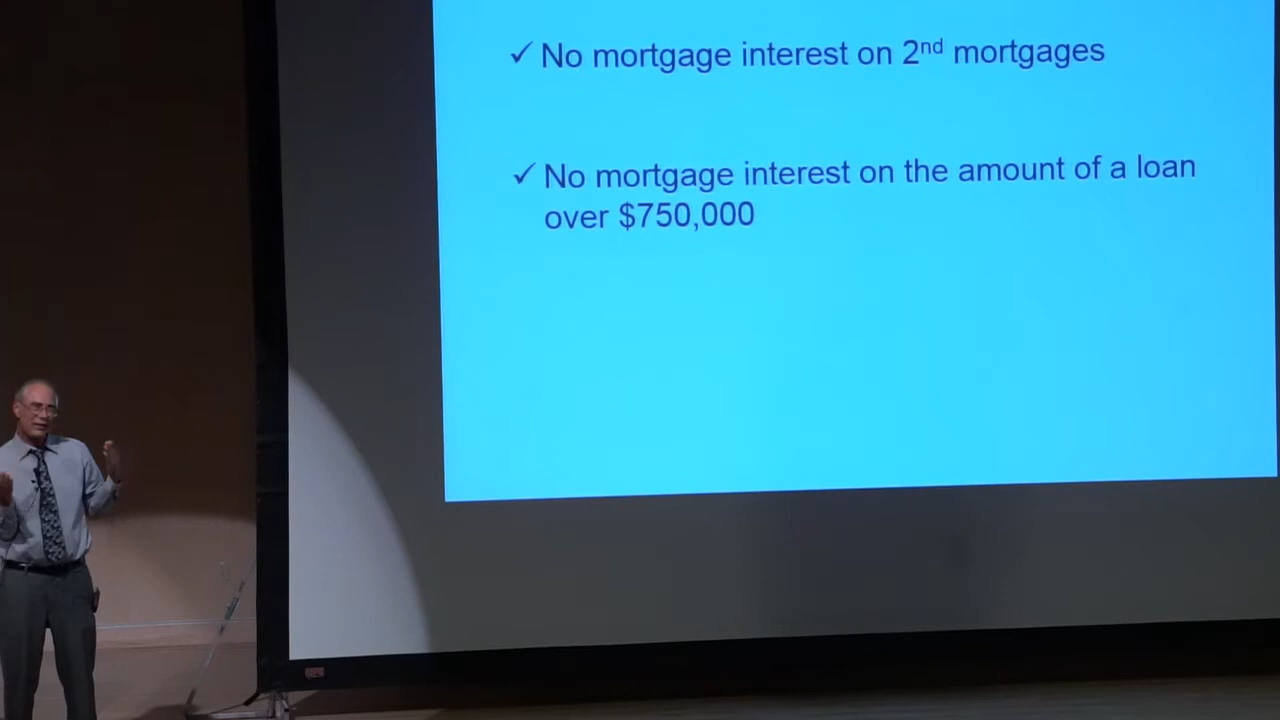 ✓ No mortgage interest on 2nd mortgages
✓ No mortgage interest on the amount of a loan
over $750,000